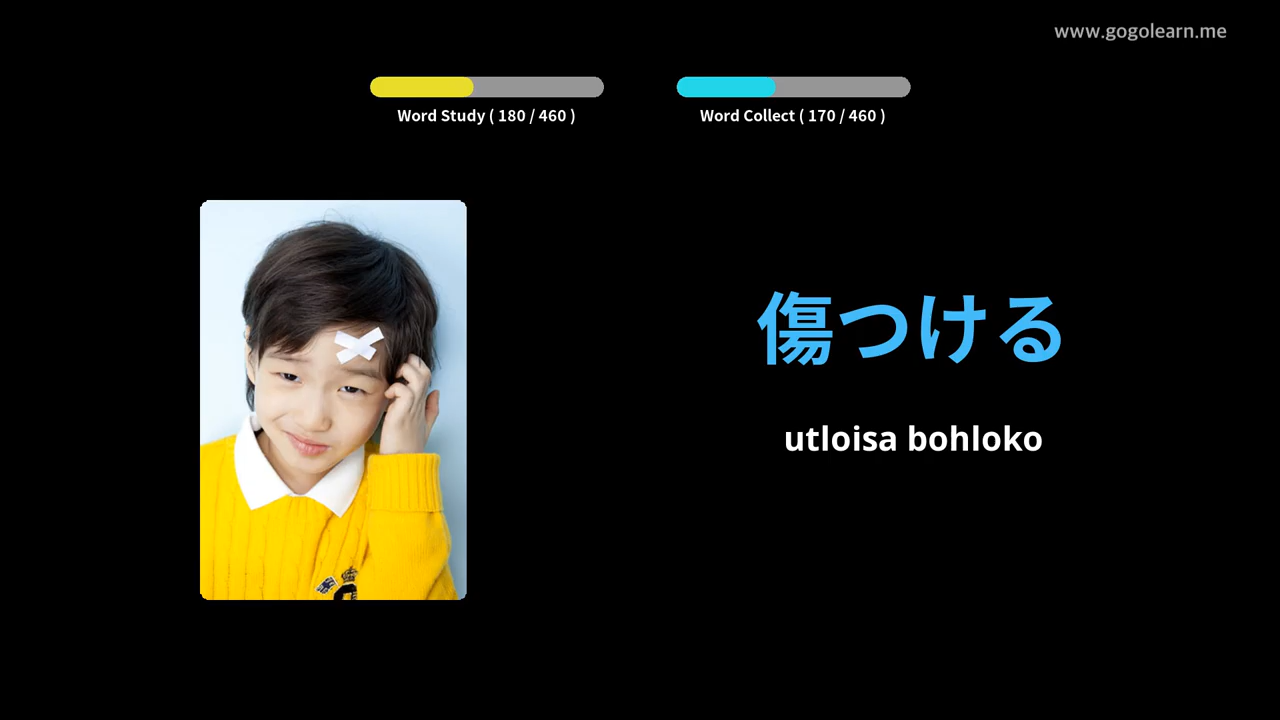 www.gogolearn.me
Word Study ( 180 / 460 )
Word Collect ( 170 / 460 )
傷つける
utloisa bohloko